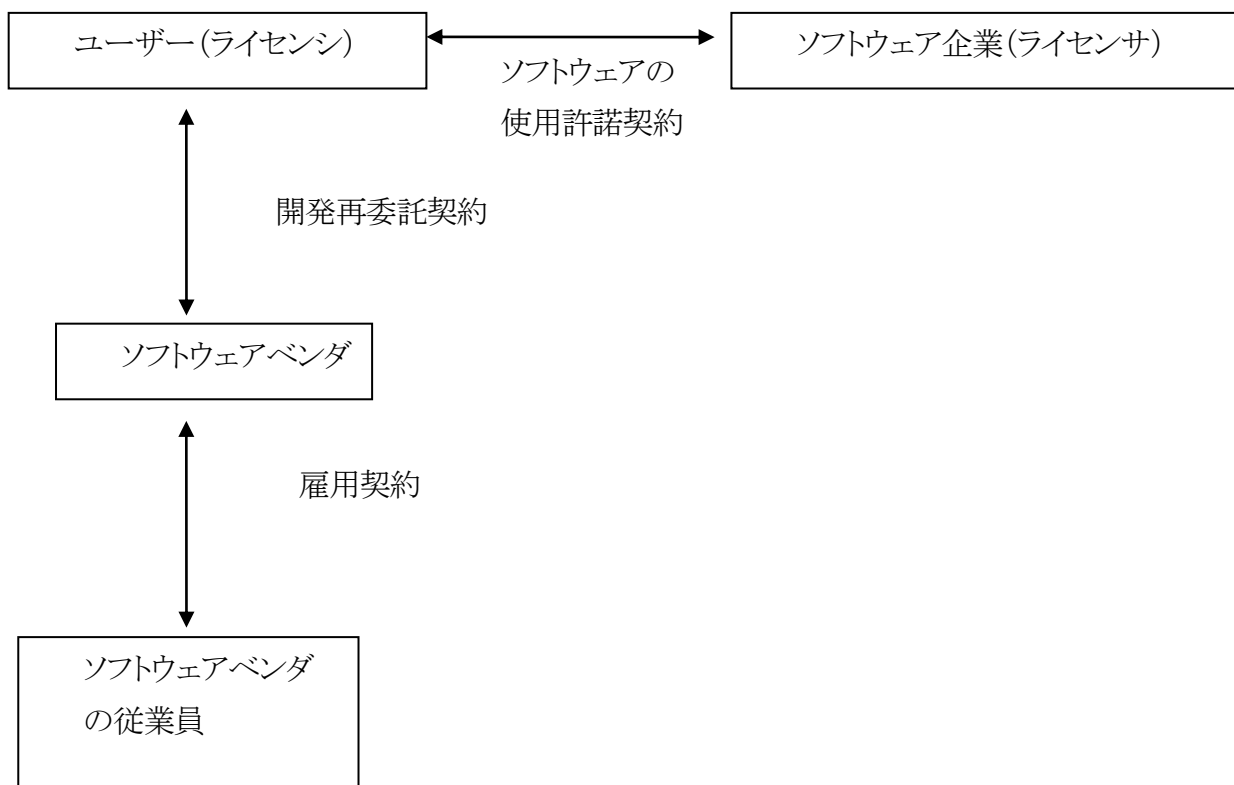 ユーザー(ライセンシ)
ソフトウェア企業(ライセンサ)
ソフトウェアの
使用許諾契約
開発再委託契約
ソフトウェアベンダ
雇用契約
ソフトウェアベンダ
の従業員